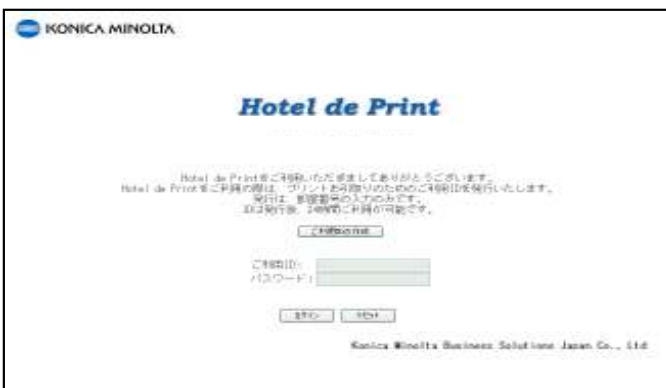 KONICA MINOLTA
Hotel de Print
Hotel de Printをご利用いただきましてありがとうございます。
Hotel de Printをご利用の際は、プリントお引取りのためのご利用IDを発行いたします。
発行は、部屋番号の入力のみです。
IDは発行後、24時間ご利用が可能です。
ご利用IDの作成
ご利用ID:
パスワード:
ログイン リセット
Konica Minolta Business Solutions Japan Co., Ltd